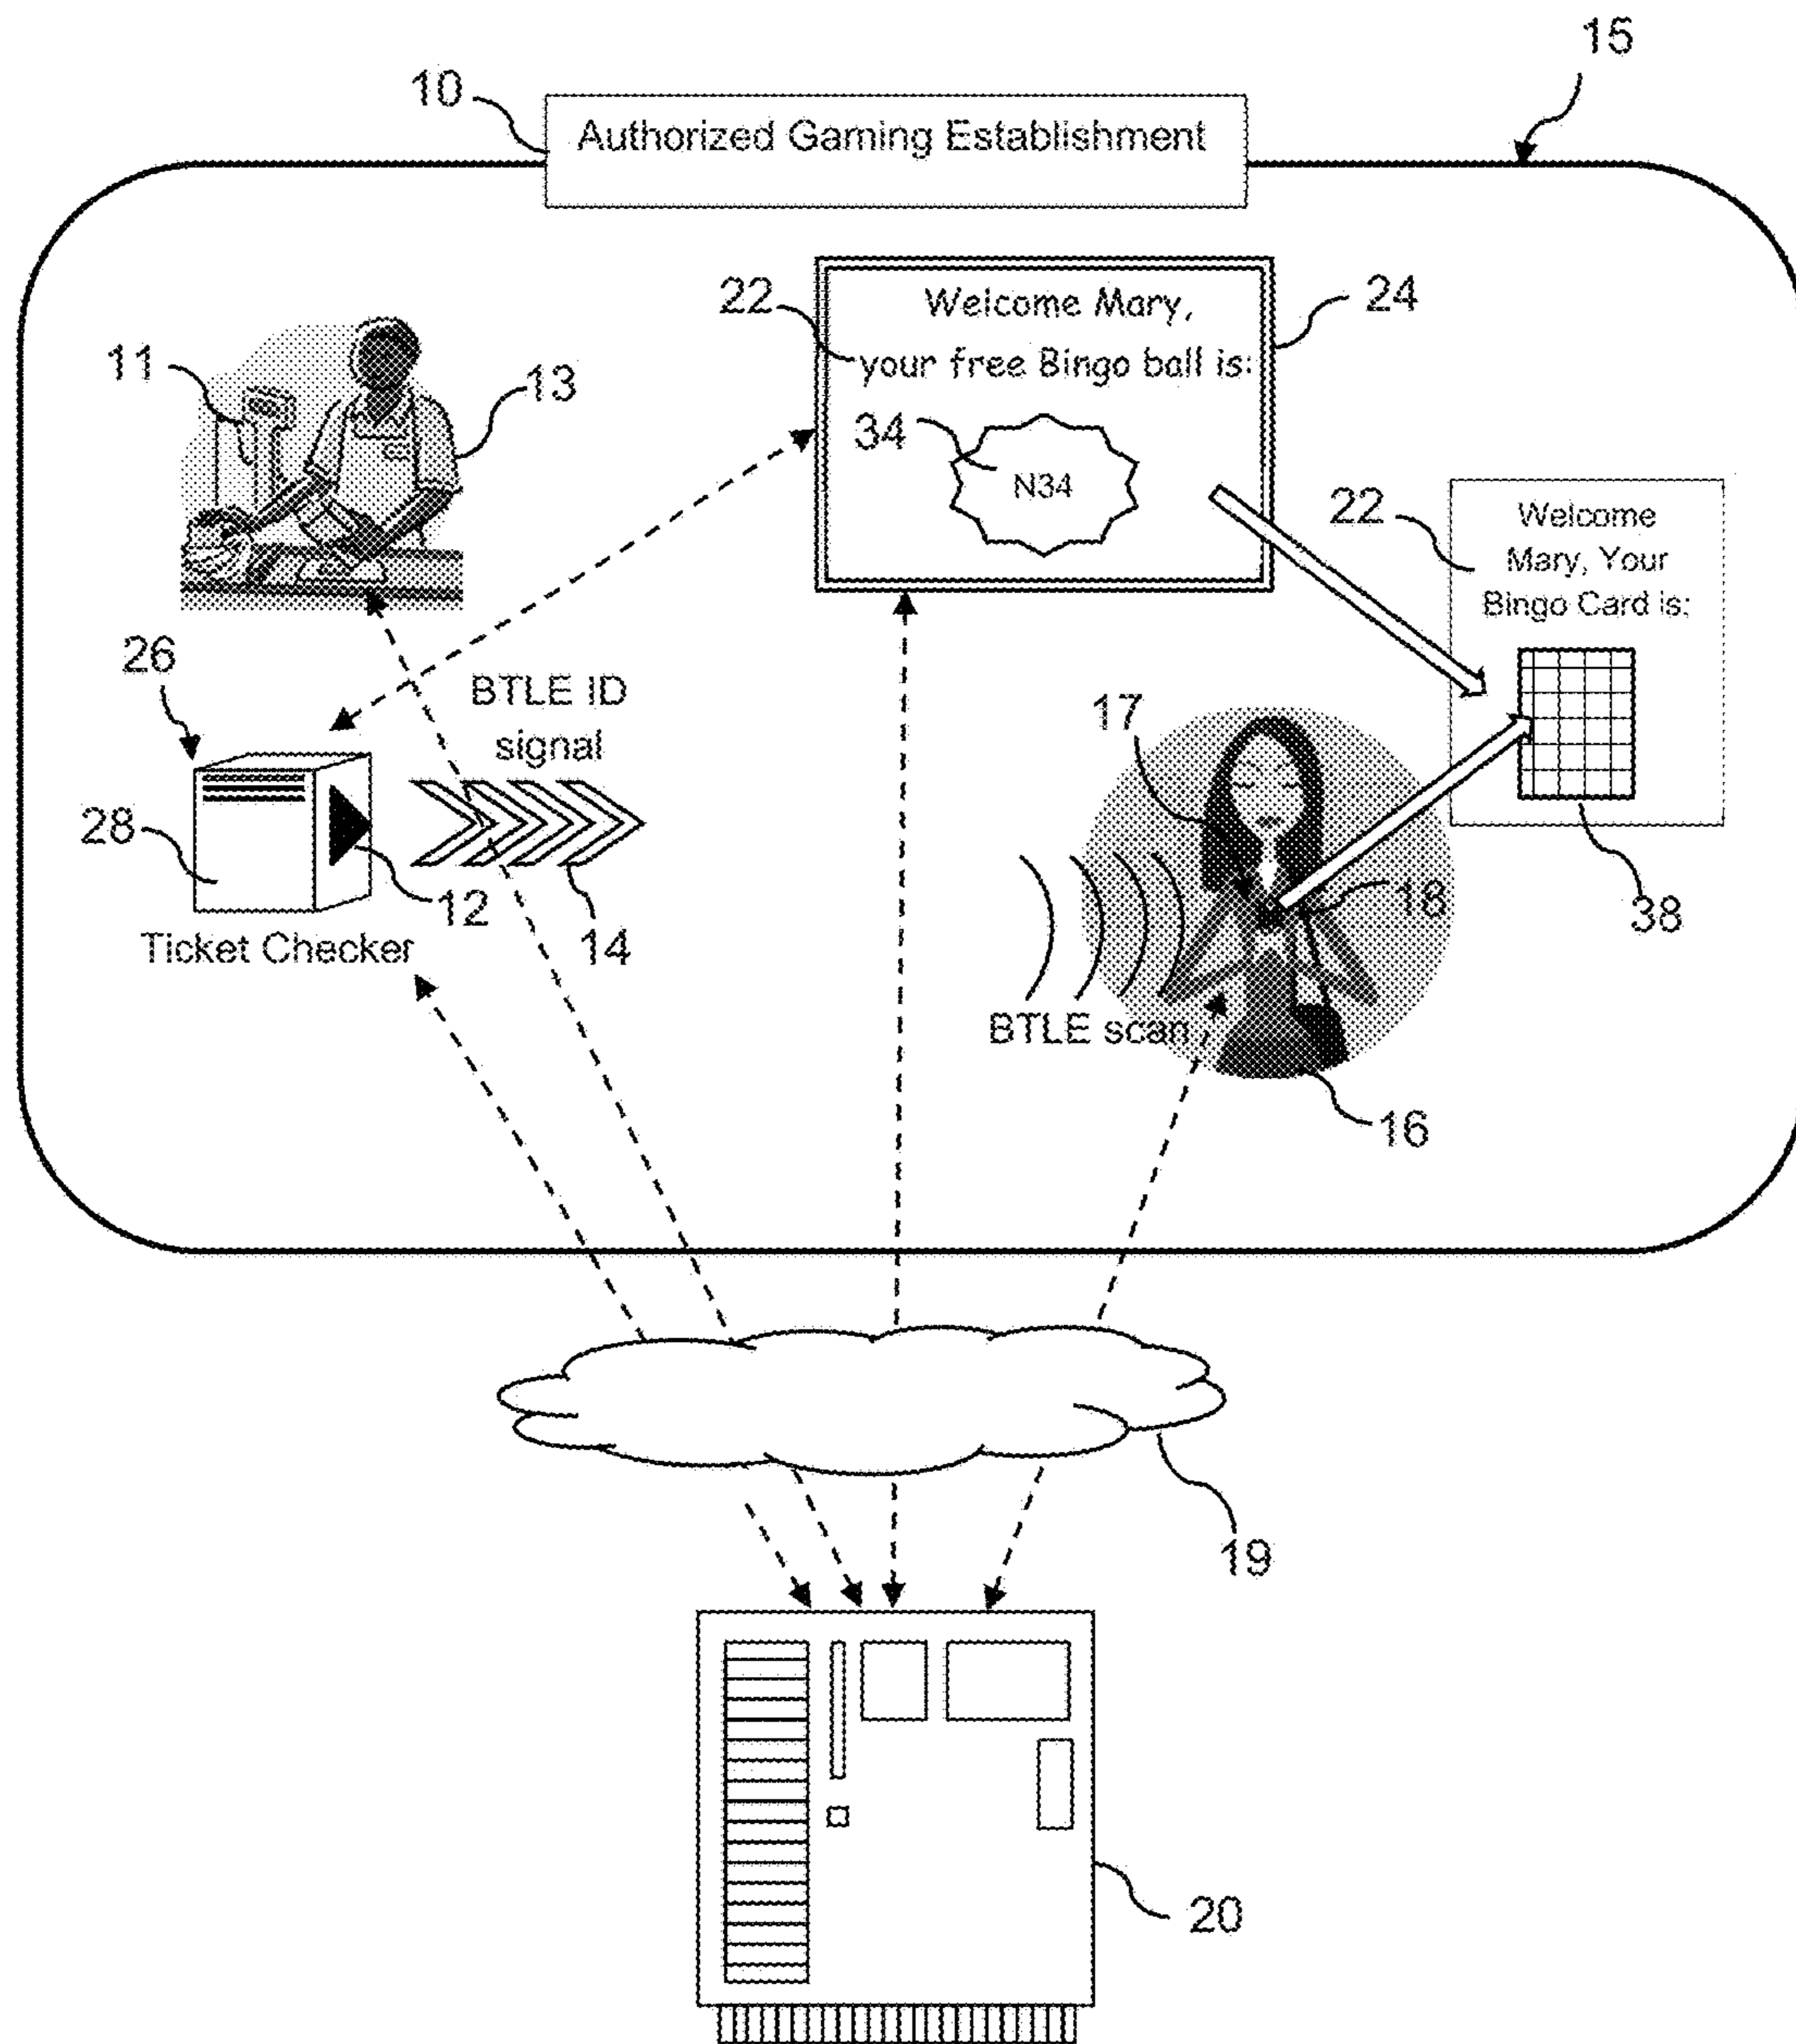 15
10
Authorized Gaming Establishment
22
Welcome Mary,
your free Bingo ball is:
24
11
13
34
N34
22
Welcome
Mary, Your
Bingo Card is:
26
BTLE ID
signal
17
28
12
14
18
38
Ticket Checker
BTLE scan
16
19
20